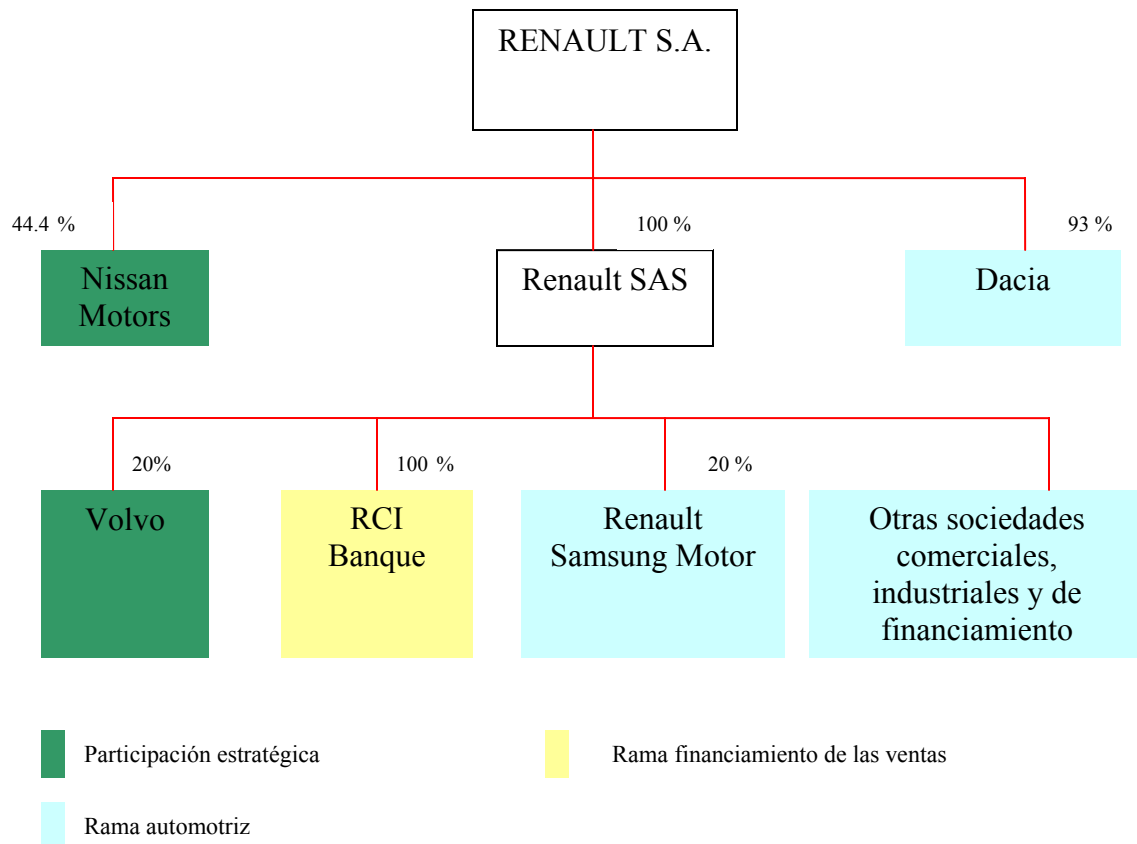 RENAULT S.A.
44.4 %
100 %
93 %
Nissan
Motors
Renault SAS
Dacia
20%
100 %
20 %
Volvo
RCI
Banque
Renault
Samsung Motor
Otras sociedades
comerciales,
industriales y de
financiamiento
Participación estratégica
Rama financiamiento de las ventas
Rama automotriz